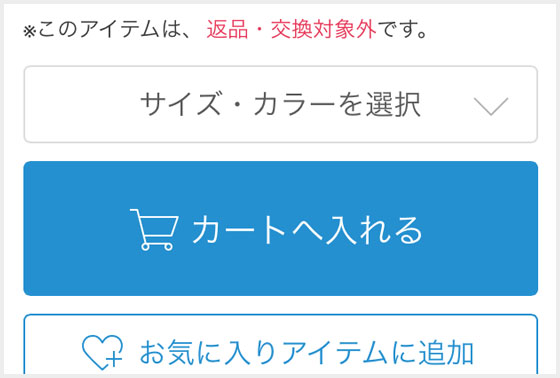 ※このアイテムは、返品・交換対象外です。
サイズ・カラーを選択
カートへ入れる
お気に入りアイテムに追加